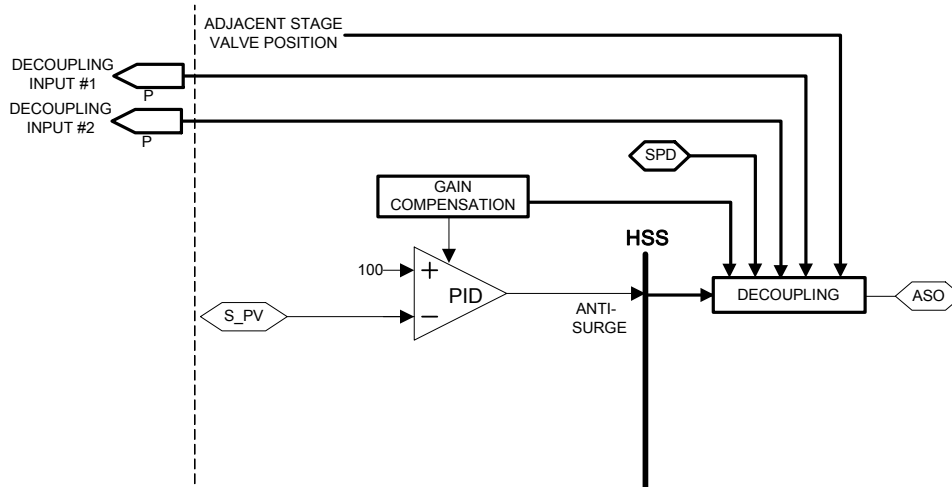 ADJACENT STAGE
VALVE POSITION
DECOUPLING
INPUT #1
P
DECOUPLING
INPUT #2
P
SPD
GAIN
COMPENSATION
HSS
100
+
PID
DECOUPLING
ASO
S_PV
−
ANTI-
SURGE